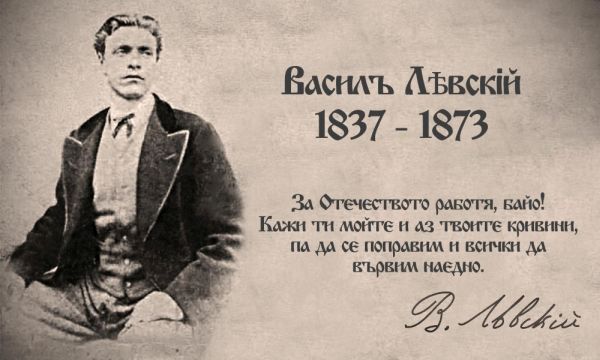 Василъ Лѣвскій
1837 - 1873
За Отечеството работя, байо!
Кажи ти мойте и аз твоите кривини,
па да се поправим и всички да
вървим наедно.
В. Лѣвскій